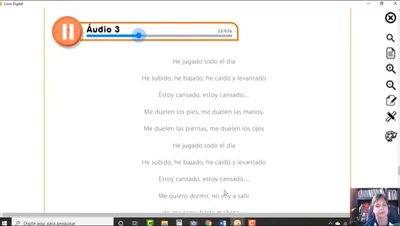 Livro Digital
Áudio 3
He jugado todo el día
He subido, he bajado, he caído y levantado
Estoy cansado, estoy cansado...
Me duelen los pies, me duelen las manos,
Me duelen las piernas, me duelen los ojos
He jugado todo el día
He subido, he bajado, he caído y levantado
Estoy cansado, estoy cansado...
Me quiero dormir, no voy a salir
Digite aqui para pesquisar